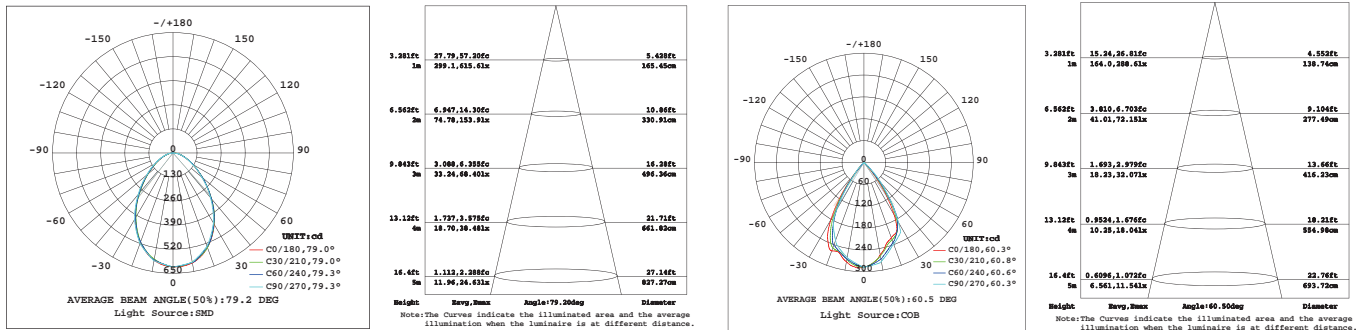 -/+180
-150
150
-120
120
-90
90
-60
60
-30
30
0
0
130
260
390
520
650
UNIT:cd
C0/180,79.0°
C30/210,79.0°
C60/240,79.3°
C90/270,79.3°
AVERAGE BEAM ANGLE(50%):79.2 DEG
Light Source:SMD
3.281ft 27.79,57.20fc 5.428ft
1m 299.1,615.6lx 165.45cm
6.562ft 6.947,14.30fc 10.86ft
2m 74.78,153.9lx 330.91cm
9.843ft 3.088,6.355fc 16.28ft
3m 33.24,68.40lx 496.36cm
13.12ft 1.737,3.575fc 21.71ft
4m 18.70,38.48lx 661.82cm
16.4ft 1.112,2.288fc 27.14ft
5m 11.96,24.63lx 827.27cm
Height Eavg,Emax Angle:79.20deg Diameter
Note:The Curves indicate the illuminated area and the average
illumination when the luminaire is at different distance.
-/+180
-150
150
-120
120
-90
90
-60
60
-30
30
0
0
60
120
180
240
300
UNIT:cd
C0/180,60.3°
C30/210,60.8°
C60/240,60.6°
C90/270,60.3°
AVERAGE BEAM ANGLE(50%):60.5 DEG
Light Source:COB
3.281ft 15.24,26.81fc 4.552ft
1m 164.0,288.6lx 138.74cm
6.562ft 3.810,6.703fc 9.104ft
2m 41.01,72.15lx 277.49cm
9.843ft 1.693,2.979fc 13.66ft
3m 18.23,32.07lx 416.23cm
13.12ft 0.9524,1.676fc 18.21ft
4m 10.25,18.04lx 554.98cm
16.4ft 0.6096,1.072fc 22.76ft
5m 6.561,11.54lx 693.72cm
Height Eavg,Emax Angle:60.50deg Diameter
Note:The Curves indicate the illuminated area and the average
illumination when the luminaire is at different distance.